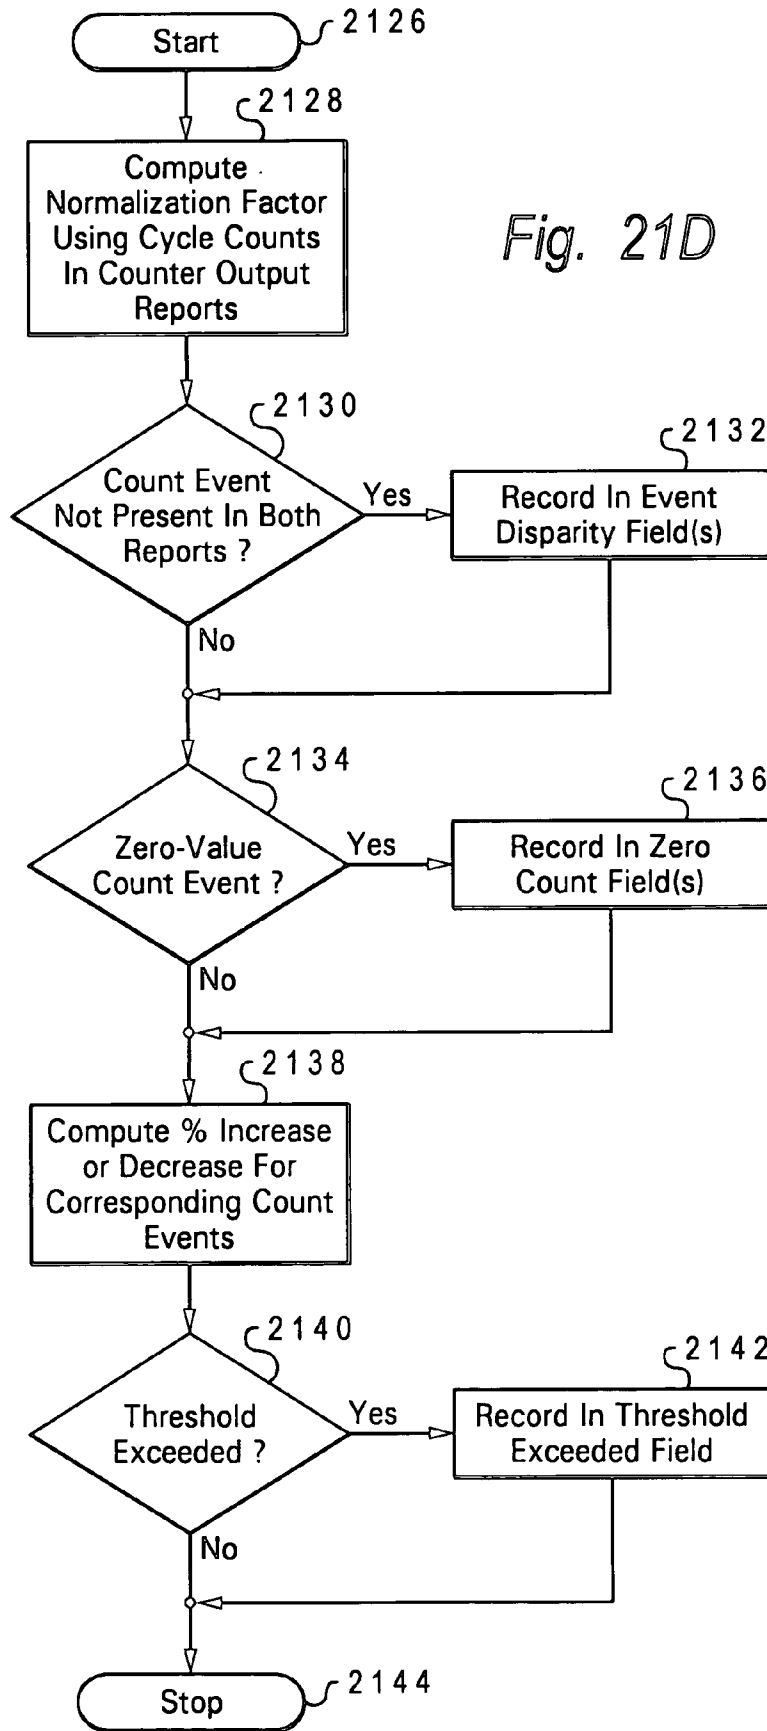 Start
2126
2128
Compute
Normalization Factor
Using Cycle Counts
In Counter Output
Reports
Fig. 21D
2130
Count Event
Not Present In Both
Reports ?
Yes
2132
Record In Event
Disparity Field(s)
No
2134
Zero-Value
Count Event ?
Yes
2136
Record In Zero
Count Field(s)
No
2138
Compute % Increase
or Decrease For
Corresponding Count
Events
2140
Threshold
Exceeded ?
Yes
2142
Record In Threshold
Exceeded Field
No
Stop
2144